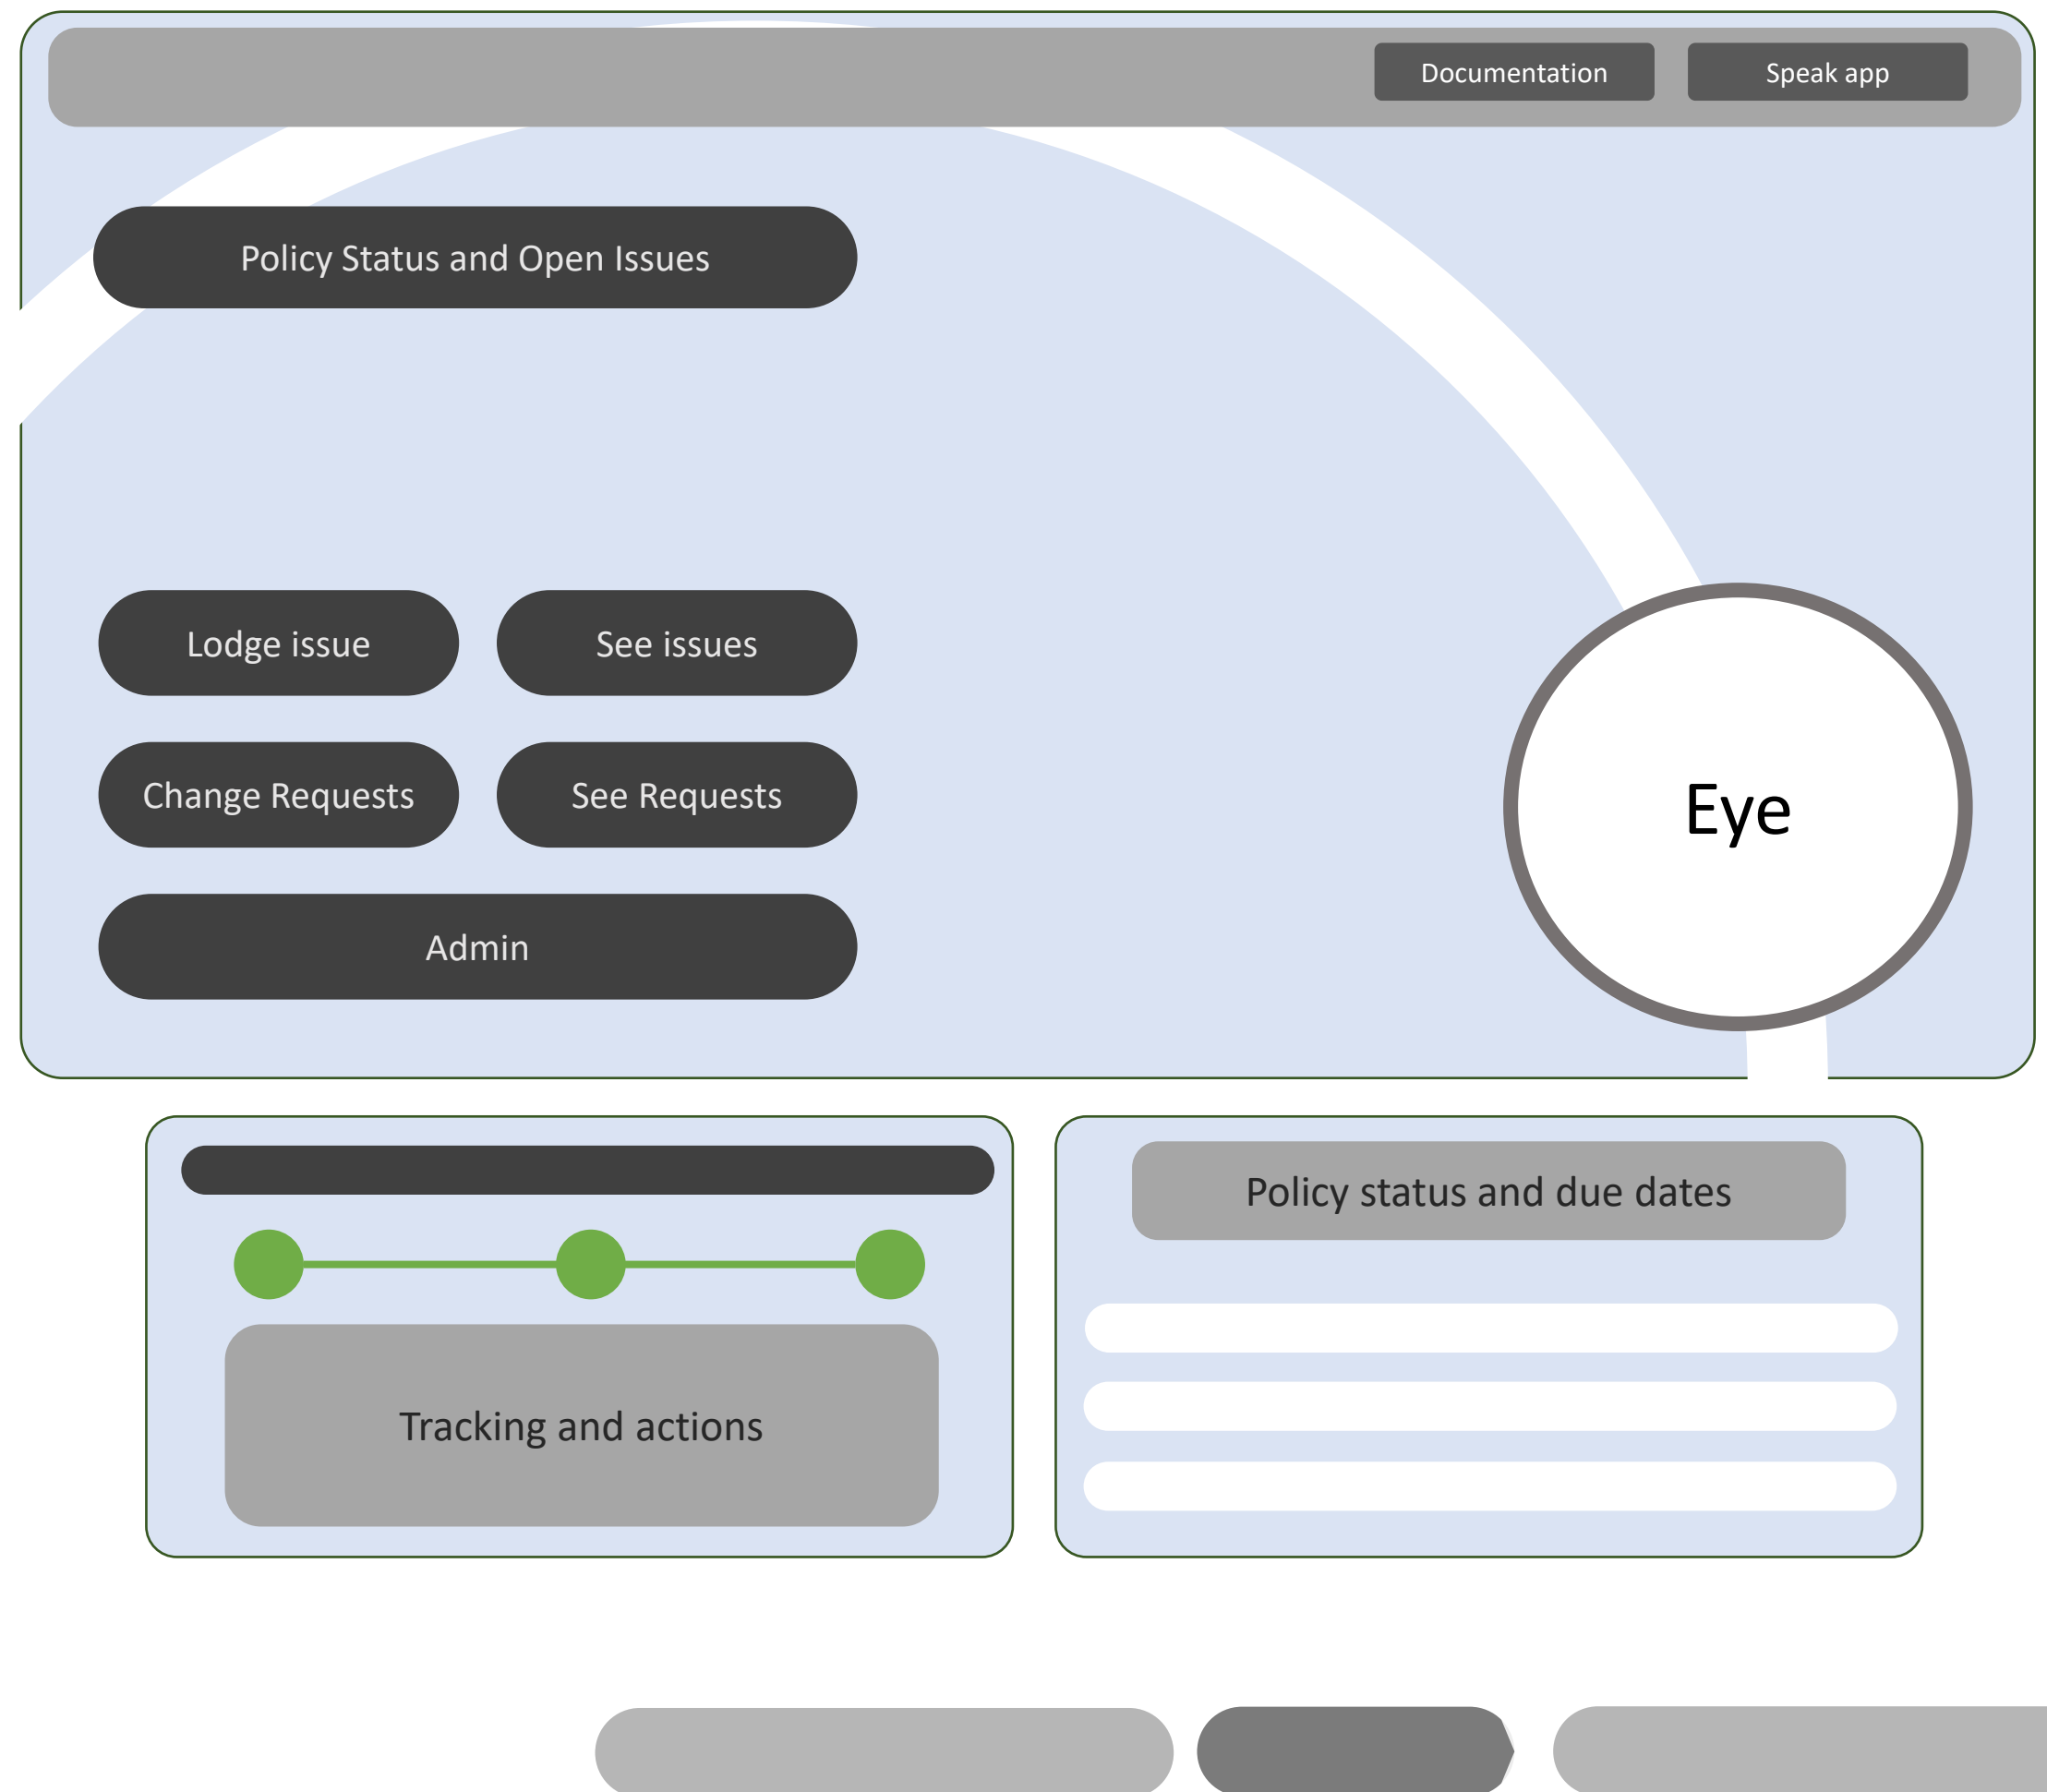 Documentation
Speak app
Policy Status and Open Issues
Lodge issue
See issues
Change Requests
See Requests
Admin
Eye
Policy status and due dates
Tracking and actions